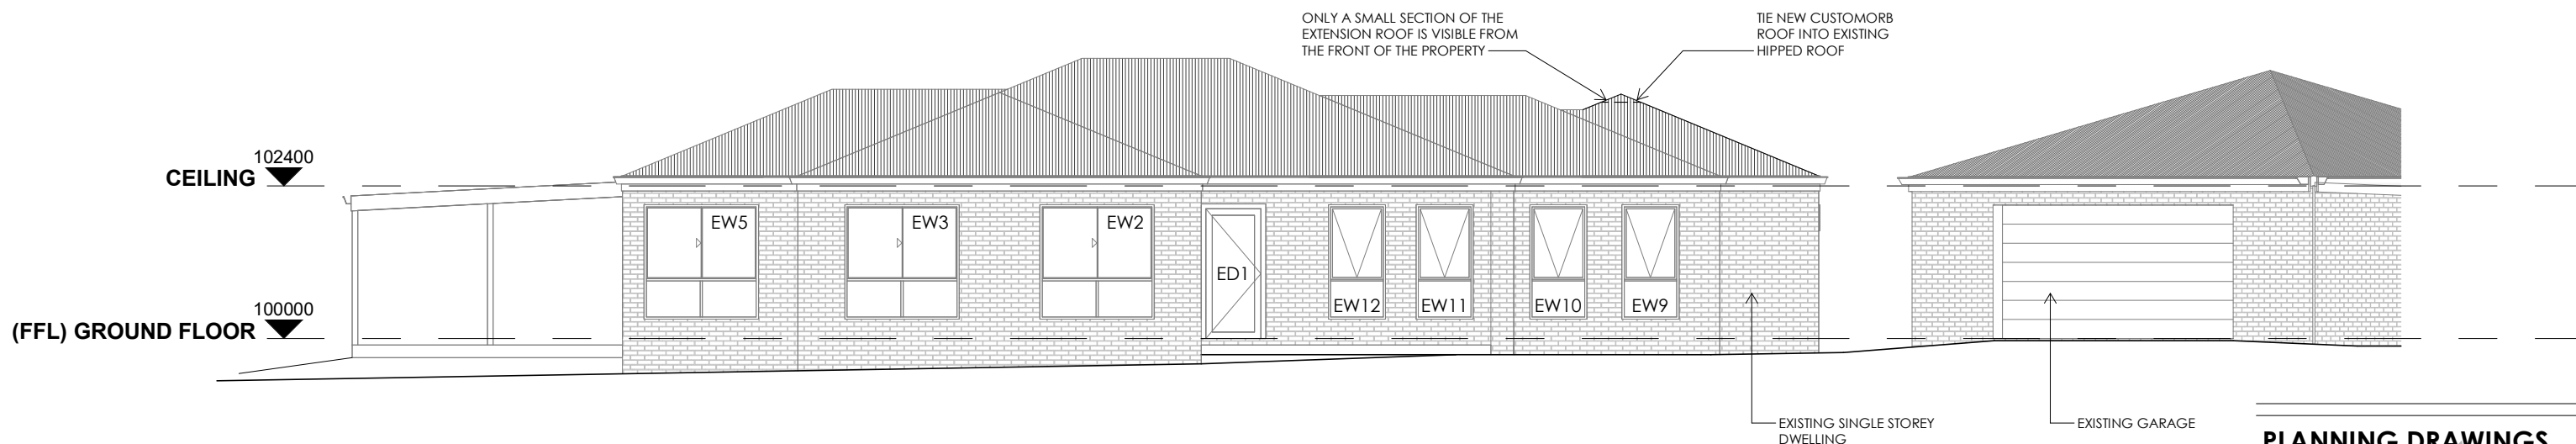 ONLY A SMALL SECTION OF THE
EXTENSION ROOF IS VISIBLE FROM
THE FRONT OF THE PROPERTY
TIE NEW CUSTOMORB
ROOF INTO EXISTING
HIPPED ROOF
102400
CEILING
100000
(FFL) GROUND FLOOR
EW5
EW3
EW2
ED1
EW12
EW11
EW10
EW9
EXISTING SINGLE STOREY
DWELLING
EXISTING GARAGE
PLANNING DRAWINGS